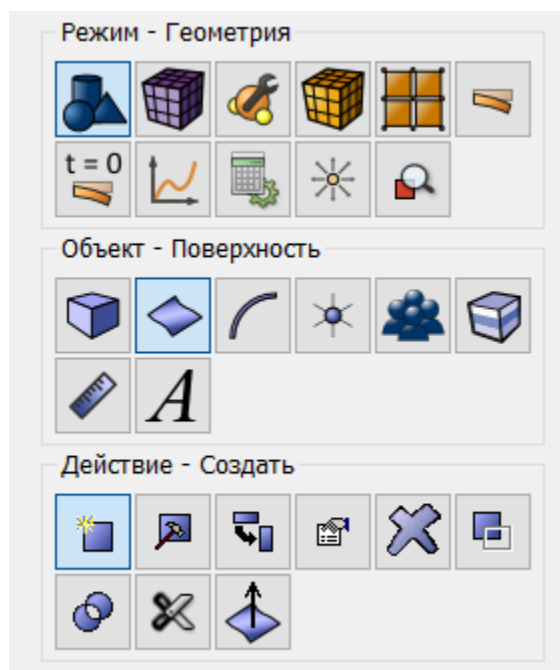 Режим - Геометрия
t = 0
Объект - Поверхность
A
Действие - Создать